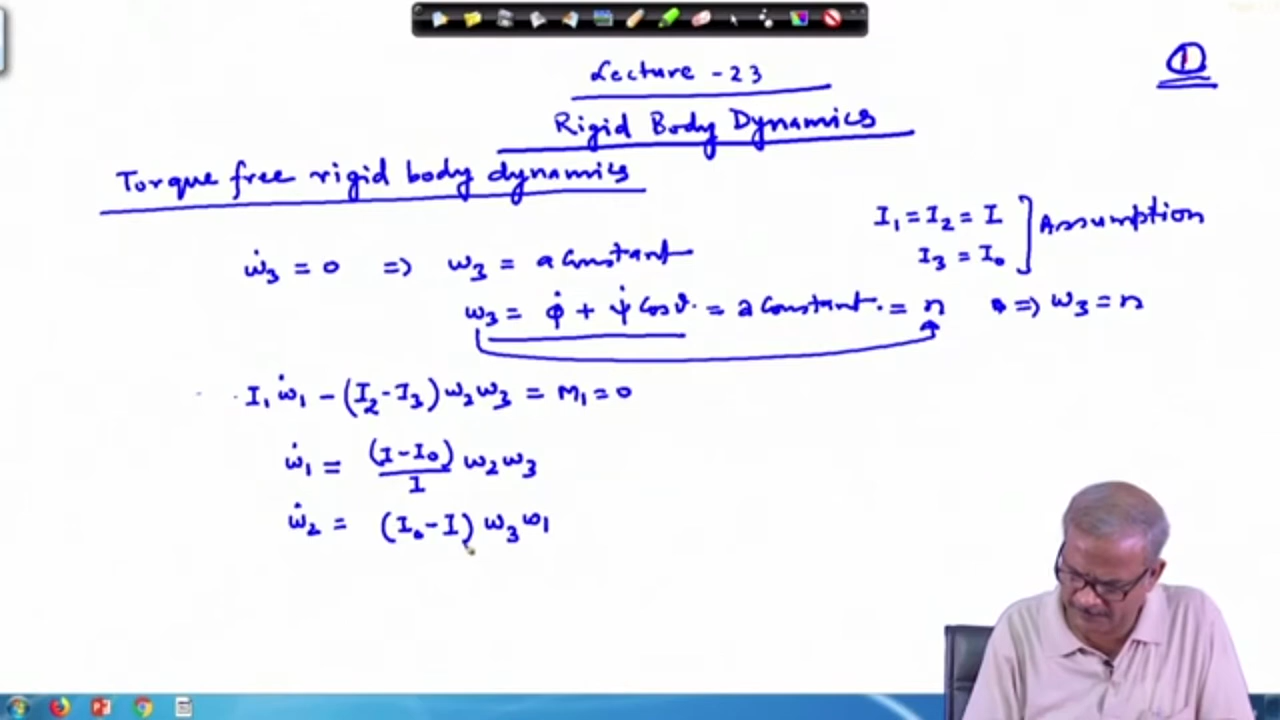 Lecture - 23
①
Rigid Body Dynamics
Torque free rigid body dynamics
I₁ = I₂ = I ] Assumption
I₃ = I₀
ω̇₃ = 0 => ω₃ = a constant
ω₃ = φ̇ + ψ̇ cos θ = a constant. = n => ω₃ = n
I₁ω̇₁ - (I₂-I₃) ω₂ω₃ = M₁ = 0
ω̇₁ = (I-I₀)/I ω₂ω₃
ω̇₂ = (I₀-I) ω₃ω₁